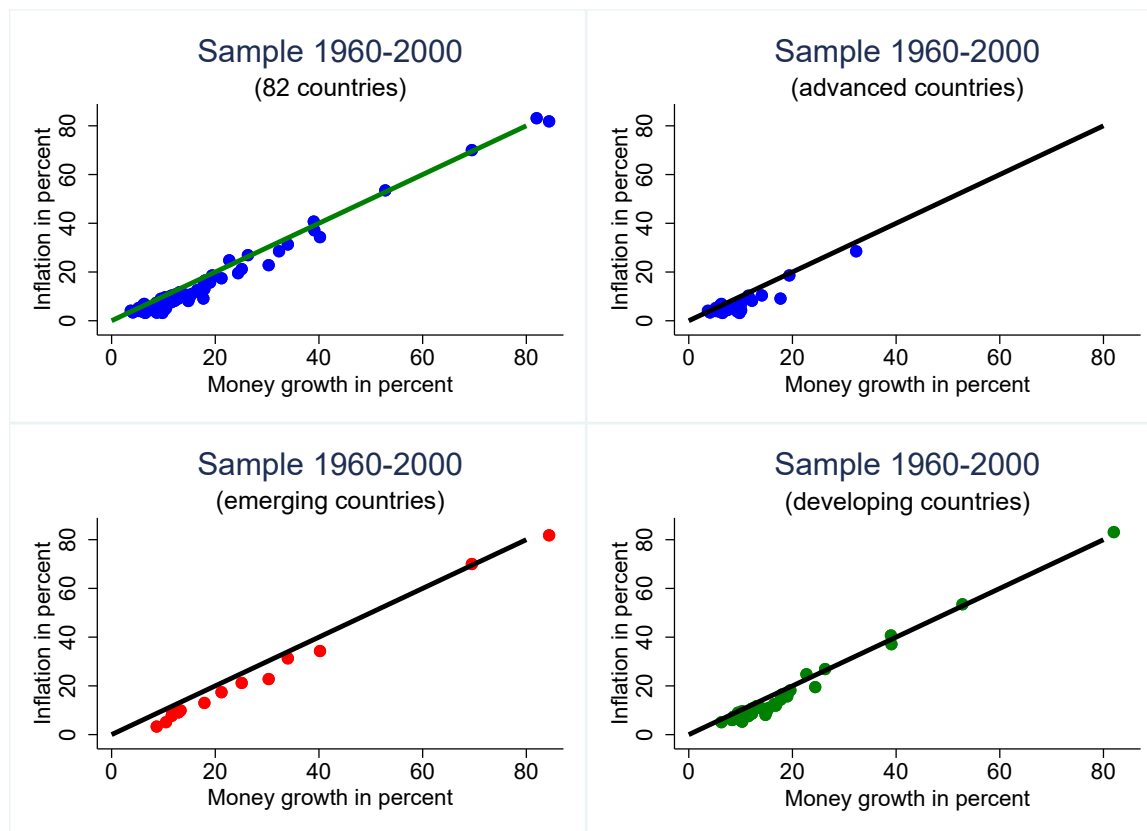 Sample 1960-2000
(82 countries)
Inflation in percent
0 20 40 60 80
0 20 40 60 80
Money growth in percent
Sample 1960-2000
(advanced countries)
Inflation in percent
0 20 40 60 80
0 20 40 60 80
Money growth in percent
Sample 1960-2000
(emerging countries)
Inflation in percent
0 20 40 60 80
0 20 40 60 80
Money growth in percent
Sample 1960-2000
(developing countries)
Inflation in percent
0 20 40 60 80
0 20 40 60 80
Money growth in percent